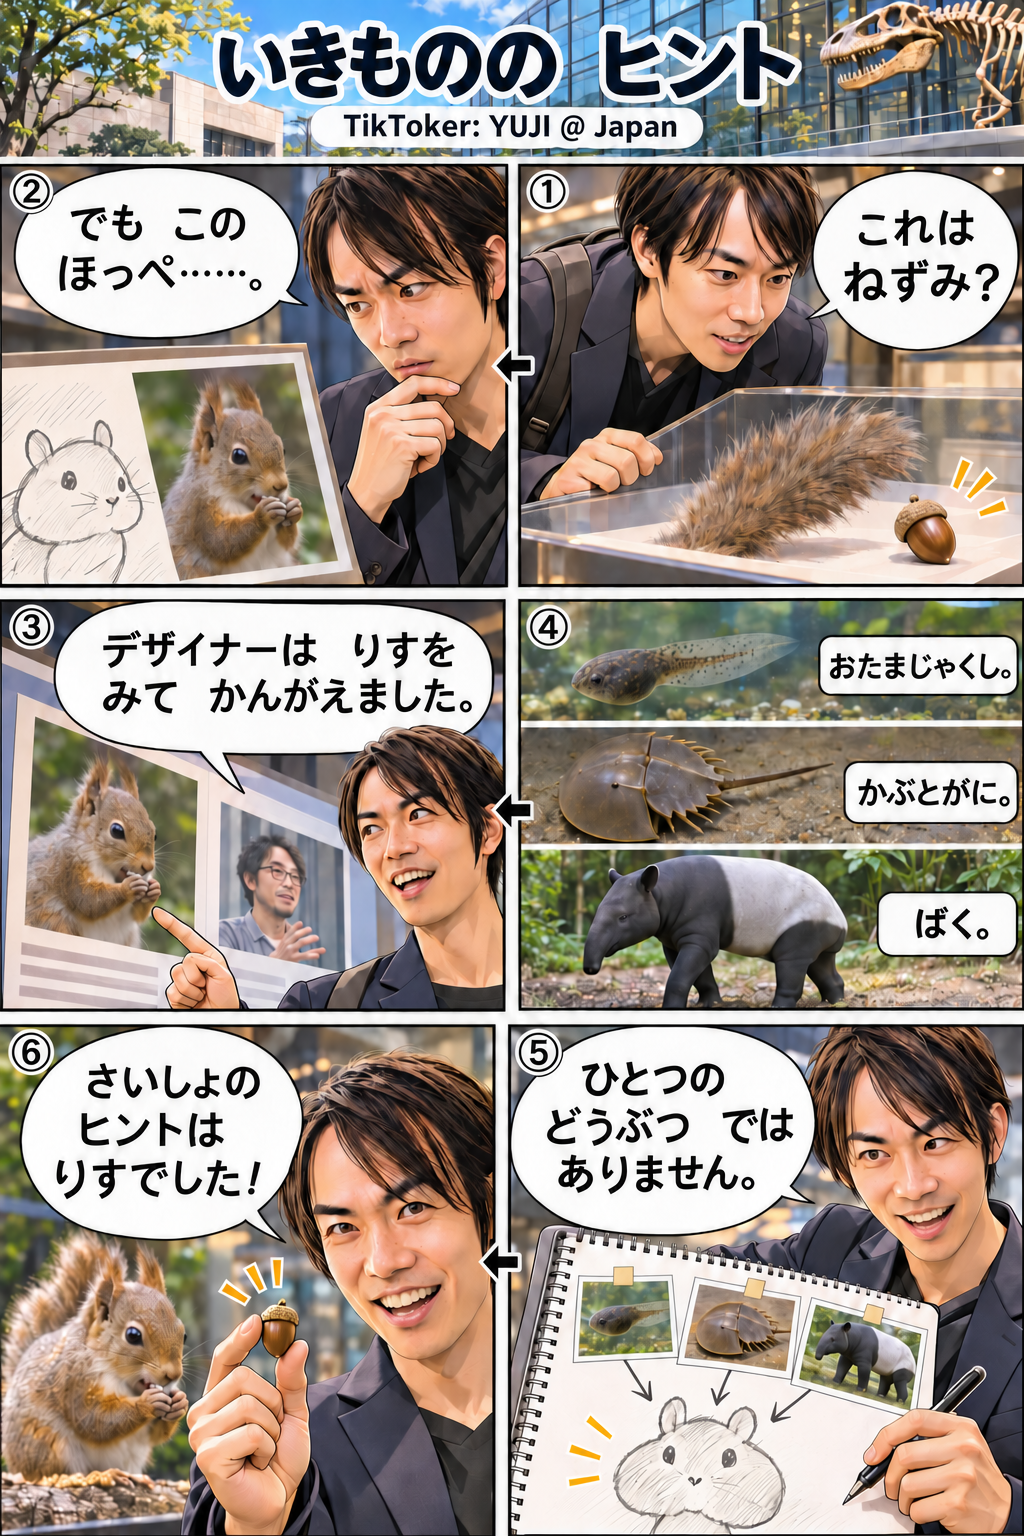 いきものの ヒント
TikToker: YUJI @ Japan
①
これは
ねずみ?
②
でも この
ほっぺ……。
③
デザイナーは りすを
みて かんがえました。
④
おたまじゃくし。
かぶとがに。
ばく。
⑤
ひとつの
どうぶつ では
ありません。
⑥
さいしょの
ヒントは
りすでした!